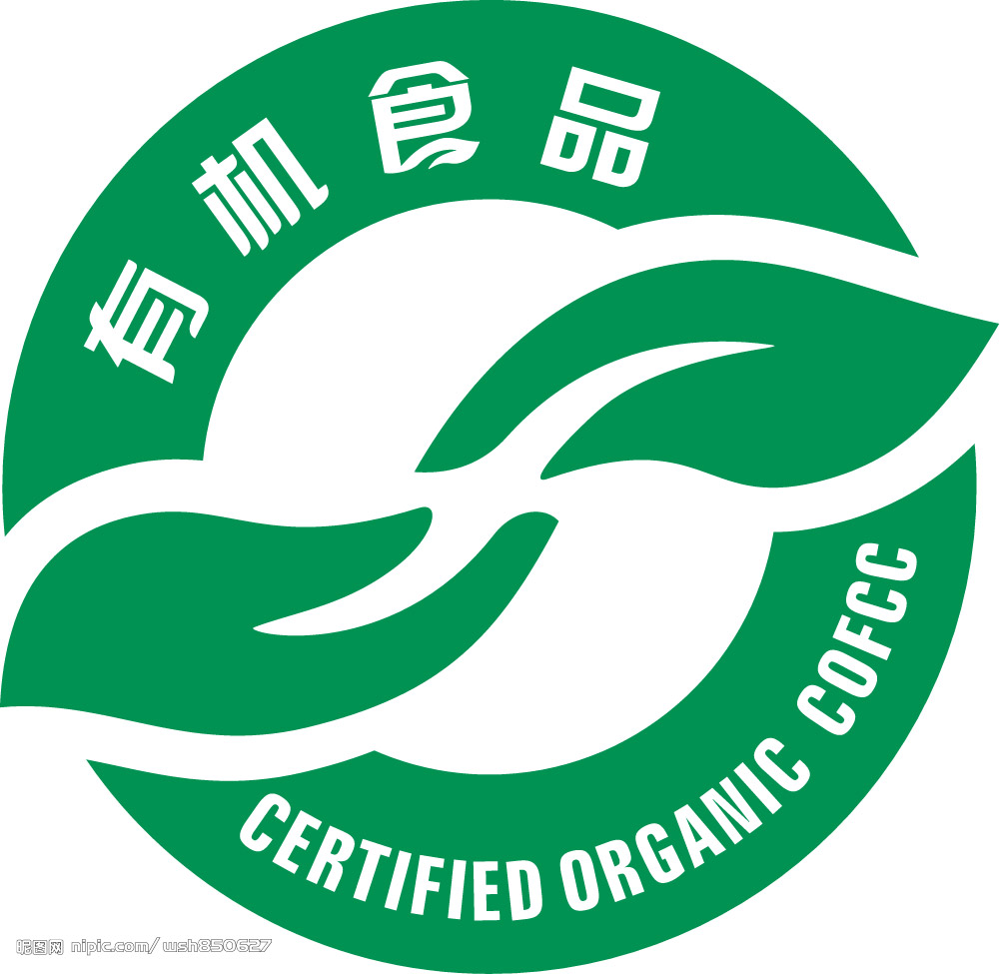 有机食品
CERTIFIED ORGANIC COFCC
昵图网 nipic.com/wsh850627